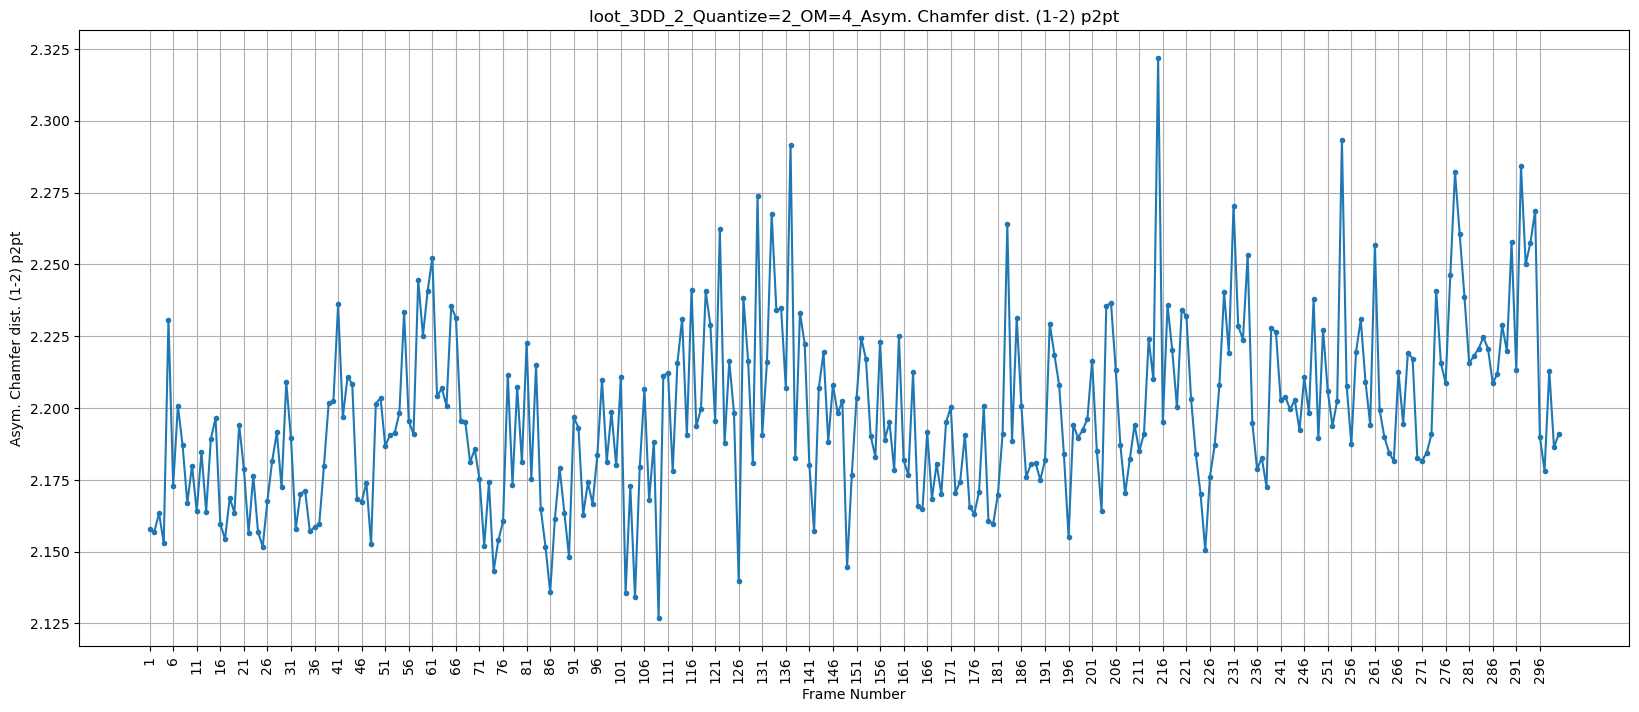 loot_3DD_2_Quantize=2_OM=4_Asym. Chamfer dist. (1-2) p2pt
2.325
2.300
2.275
2.250
2.225
2.200
2.175
2.150
2.125
Asym. Chamfer dist. (1-2) p2pt
1 6 11 16 21 26 31 36 41 46 51 56 61 66 71 76 81 86 91 96 101 106 111 116 121 126 131 136 141 146 151 156 161 166 171 176 181 186 191 196 201 206 211 216 221 226 231 236 241 246 251 256 261 266 271 276 281 286 291 296
Frame Number